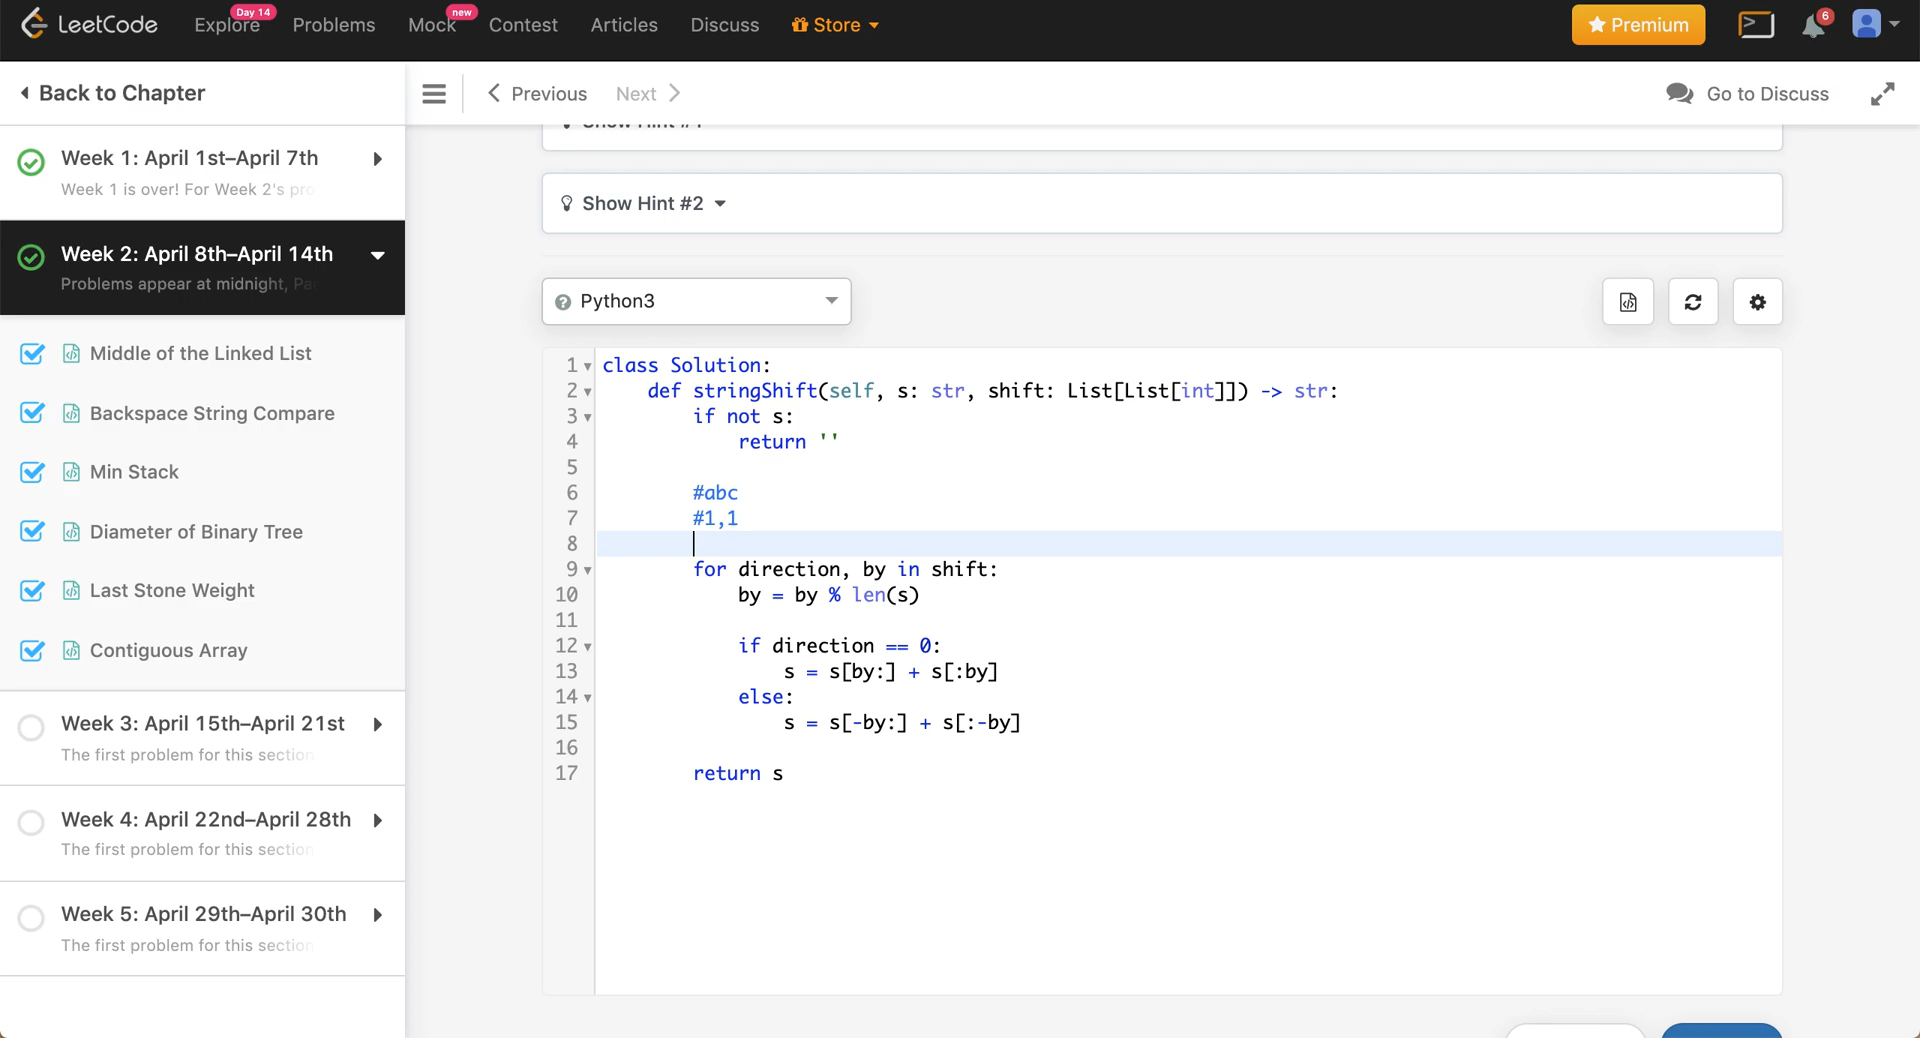 LeetCode
Explore
Day 14
Problems
Mock
new
Contest
Articles
Discuss
Store
Premium
6
Back to Chapter
Previous
Next
Go to Discuss
Week 1: April 1st–April 7th
Week 1 is over! For Week 2's pro
Week 2: April 8th–April 14th
Problems appear at midnight, Pa
Middle of the Linked List
Backspace String Compare
Min Stack
Diameter of Binary Tree
Last Stone Weight
Contiguous Array
Week 3: April 15th–April 21st
The first problem for this section
Week 4: April 22nd–April 28th
The first problem for this section
Week 5: April 29th–April 30th
The first problem for this section
Show Hint #1
Show Hint #2
Python3
1 class Solution:
2 def stringShift(self, s: str, shift: List[List[int]]) -> str:
3 if not s:
4 return ''
5
6 #abc
7 #1,1
8
9 for direction, by in shift:
10 by = by % len(s)
11
12 if direction == 0:
13 s = s[by:] + s[:by]
14 else:
15 s = s[-by:] + s[:-by]
16
17 return s